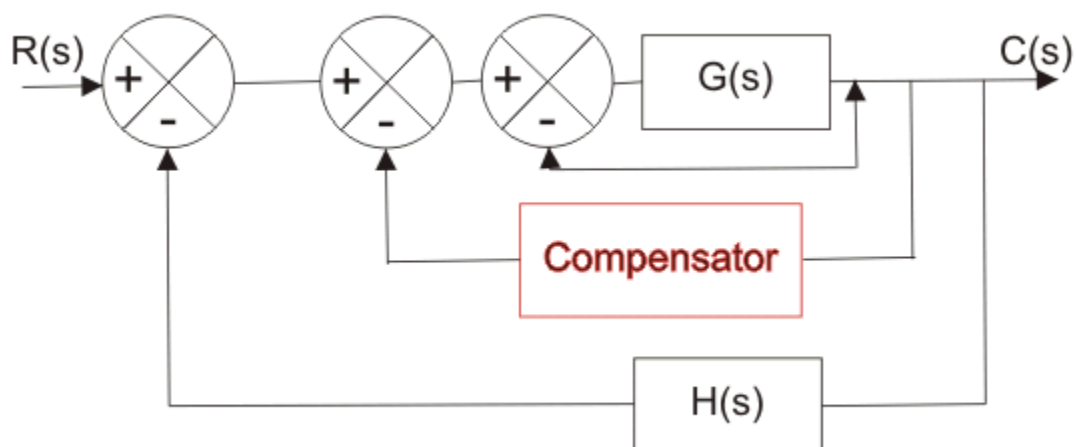 R(s)
C(s)
+
-
+
-
+
-
G(s)
Compensator
H(s)